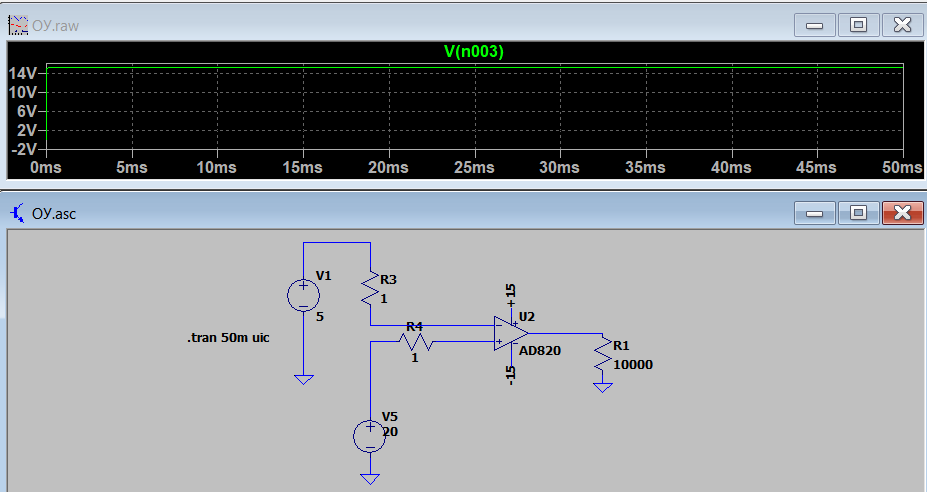 ОУ.raw
V(n003)
14V
10V
6V
2V
-2V
0ms 5ms 10ms 15ms 20ms 25ms 30ms 35ms 40ms 45ms 50ms
ОУ.asc
V1
5
R3
1
.tran 50m uic
R4
1
+15
U2
AD820
-15
R1
10000
V5
20